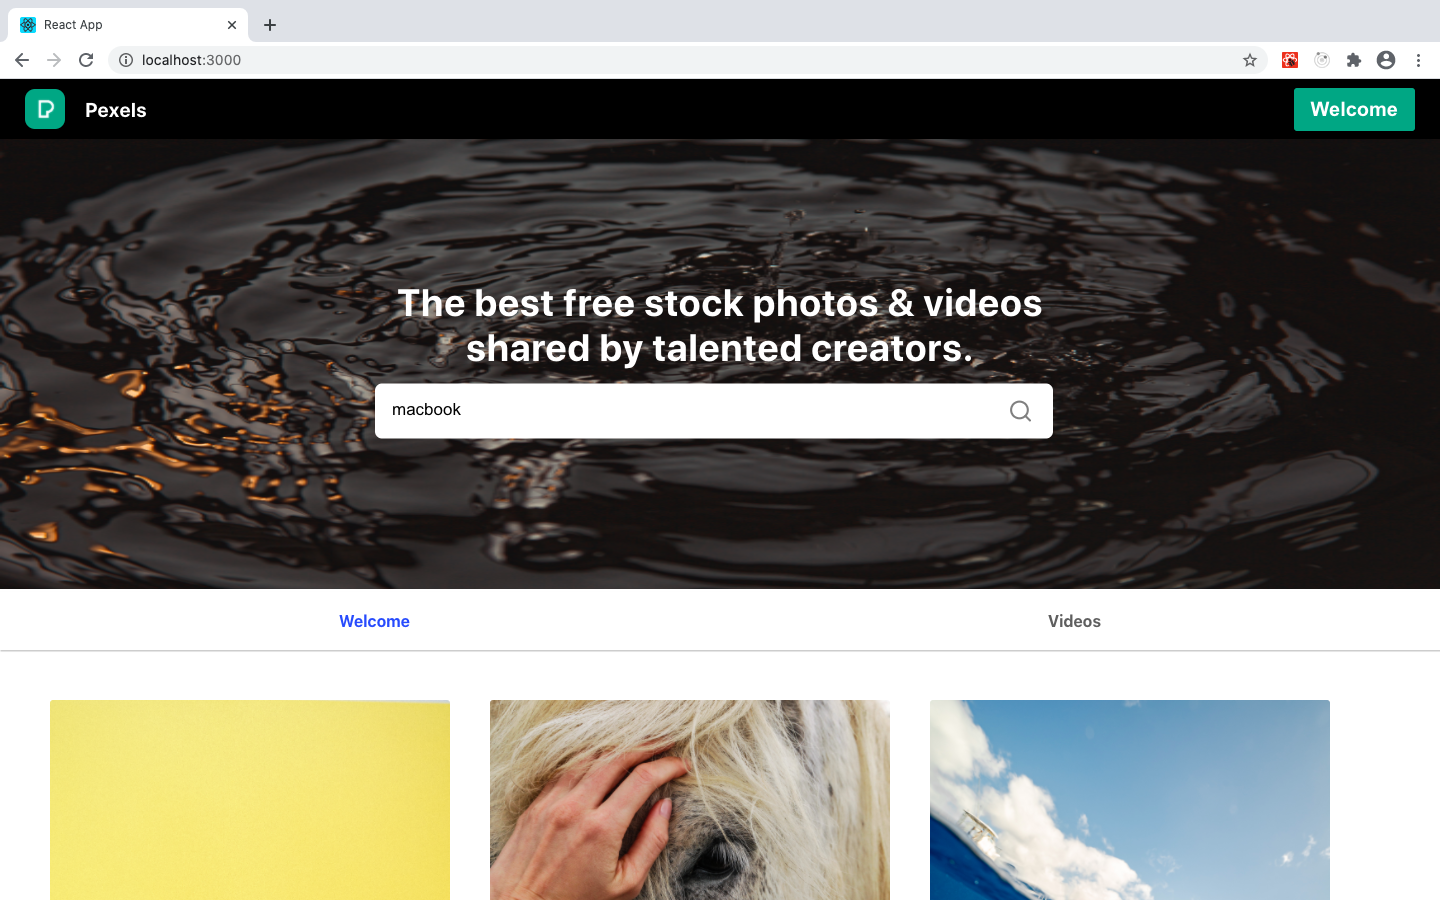 React App
localhost:3000
Pexels
Welcome
The best free stock photos & videos
shared by talented creators.
macbook
Welcome
Videos